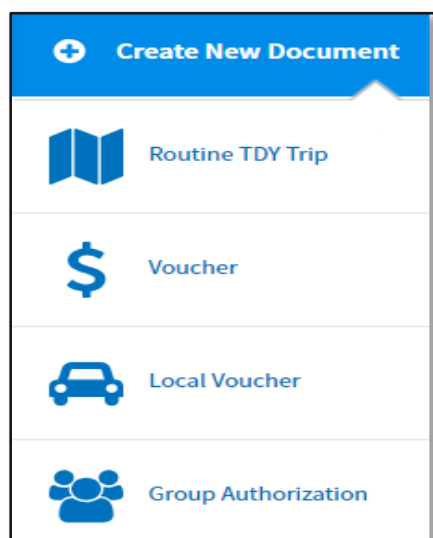 Create New Document
Routine TDY Trip
Voucher
Local Voucher
Group Authorization